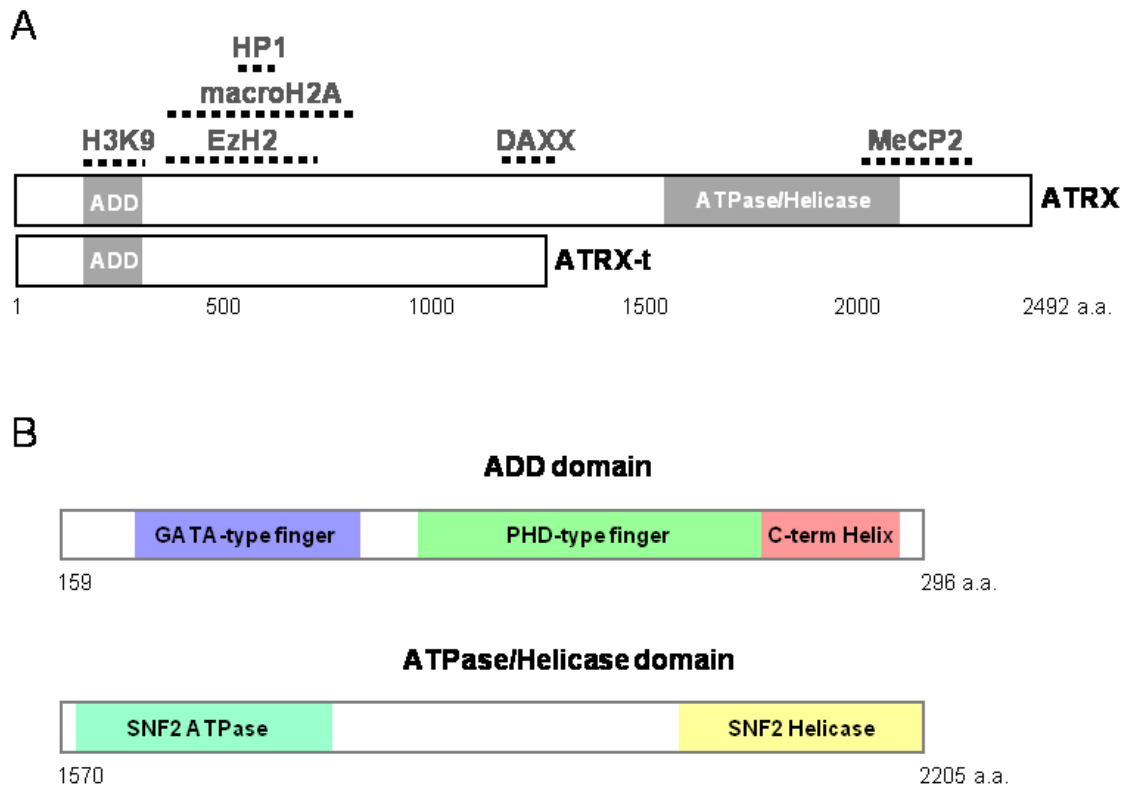 A
HP1
macroH2A
H3K9 EzH2 DAXX MeCP2
ADD ATPase/Helicase ATRX
ADD ATRX-t
1 500 1000 1500 2000 2492 a.a.
B
ADD domain
GATA-type finger PHD-type finger C-term Helix
159 296 a.a.
ATPase/Helicase domain
SNF2 ATPase SNF2 Helicase
1570 2205 a.a.